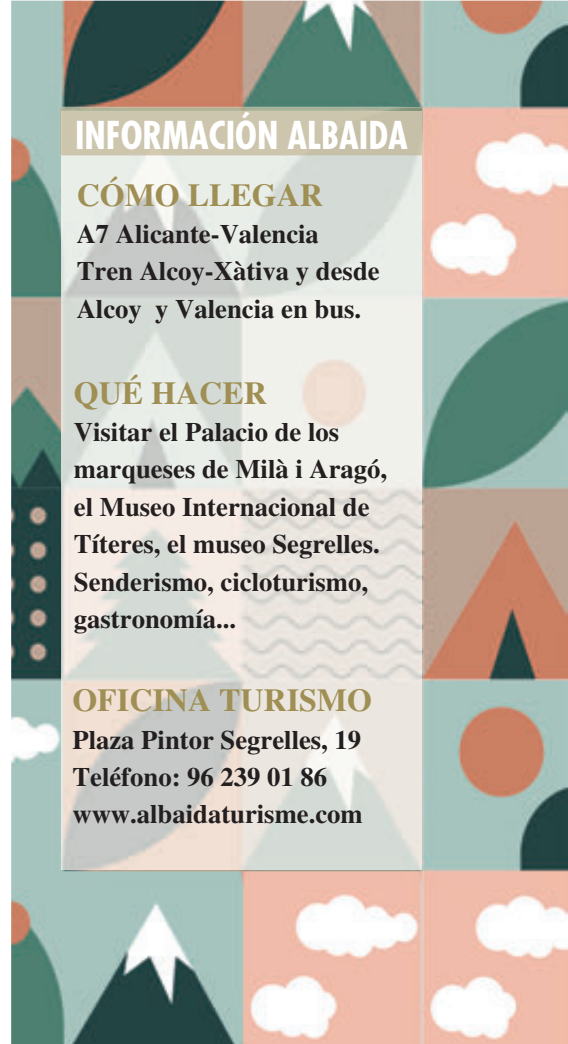 INFORMACIÓN ALBAIDA
CÓMO LLEGAR
A7 Alicante-Valencia
Tren Alcoy-Xàtiva y desde
Alcoy y Valencia en bus.
QUÉ HACER
Visitar el Palacio de los
marqueses de Milà i Aragó,
el Museo Internacional de
Títeres, el museo Segrelles.
Senderismo, cicloturismo,
gastronomía...
OFICINA TURISMO
Plaza Pintor Segrelles, 19
Teléfono: 96 239 01 86
www.albaidaturisme.com